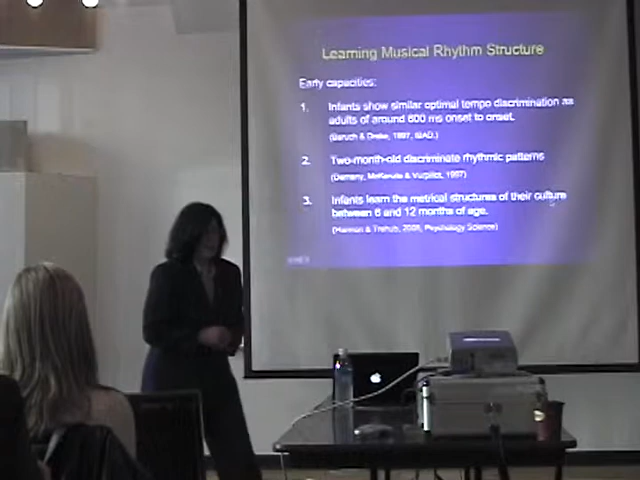 Learning Musical Rhythm Structure
Early capacities:
1. Infants show similar optimal tempo discrimination as
adults of around 600 ms onset to onset.
(Baruch & Drake, 1997, IBAD.)
2. Two-month-old discriminate rhythmic patterns
(Demany, McKenzie & Vurpillot, 1997)
3. Infants learn the metrical structures of their culture
between 6 and 12 months of age.
(Hannon & Trehub, 2005, Psychology Science)